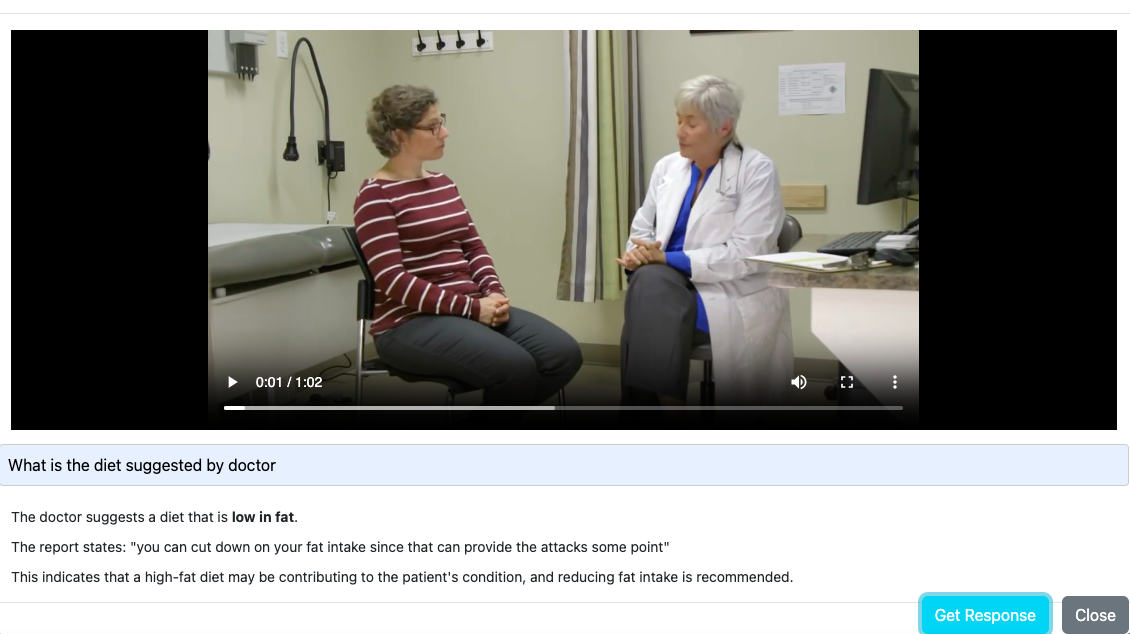 0:01 / 1:02
What is the diet suggested by doctor
The doctor suggests a diet that is low in fat.
The report states: "you can cut down on your fat intake since that can provide the attacks some point"
This indicates that a high-fat diet may be contributing to the patient's condition, and reducing fat intake is recommended.
Get Response Close